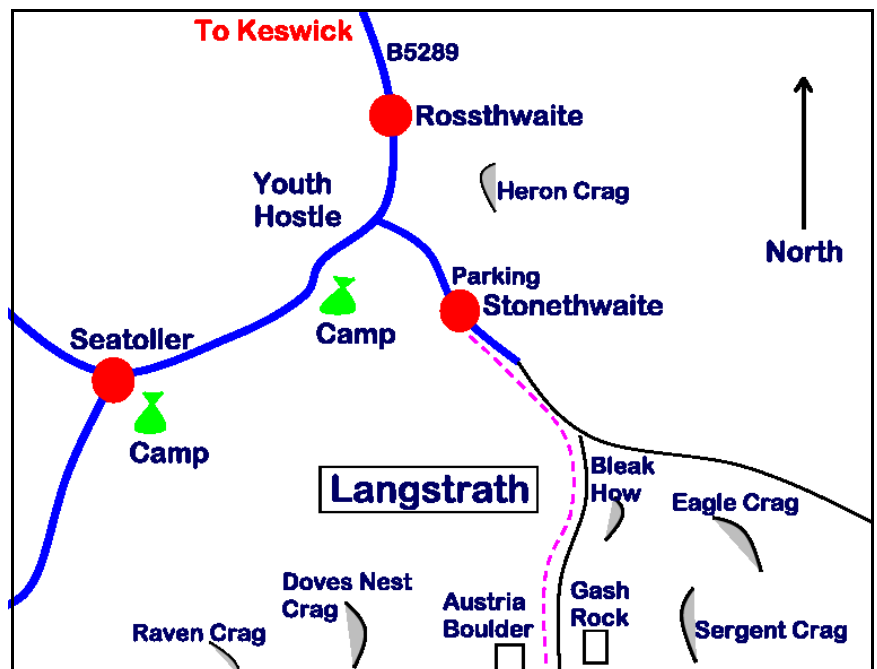 To Keswick
B5289
Rossthwaite
Youth
Hostle
Heron Crag
North
Parking
Stonethwaite
Camp
Seatoller
Camp
Langstrath
Bleak
How
Eagle Crag
Doves Nest
Crag
Austria
Boulder
Gash
Rock
Raven Crag
Sergent Crag